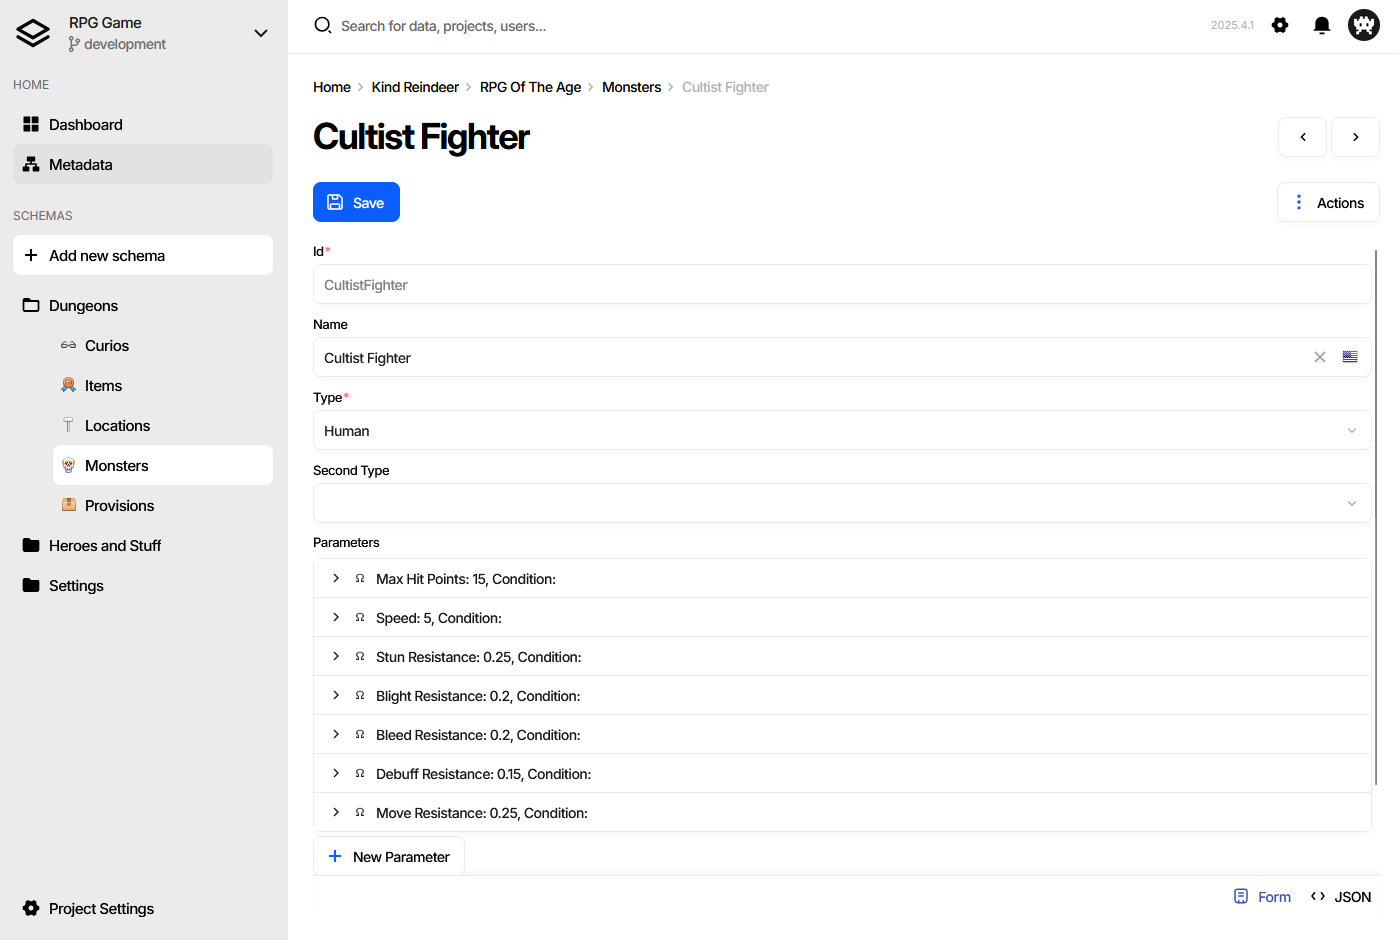 RPG Game
development
HOME
Dashboard
Metadata
SCHEMAS
Add new schema
Dungeons
Curios
Items
Locations
Monsters
Provisions
Heroes and Stuff
Settings
Project Settings
Search for data, projects, users...
2025.4.1
Home > Kind Reindeer > RPG Of The Age > Monsters > Cultist Fighter
Cultist Fighter
Save
Actions
Id*
CultistFighter
Name
Cultist Fighter
Type*
Human
Second Type
Parameters
Max Hit Points: 15, Condition:
Speed: 5, Condition:
Stun Resistance: 0.25, Condition:
Blight Resistance: 0.2, Condition:
Bleed Resistance: 0.2, Condition:
Debuff Resistance: 0.15, Condition:
Move Resistance: 0.25, Condition:
New Parameter
Form
JSON